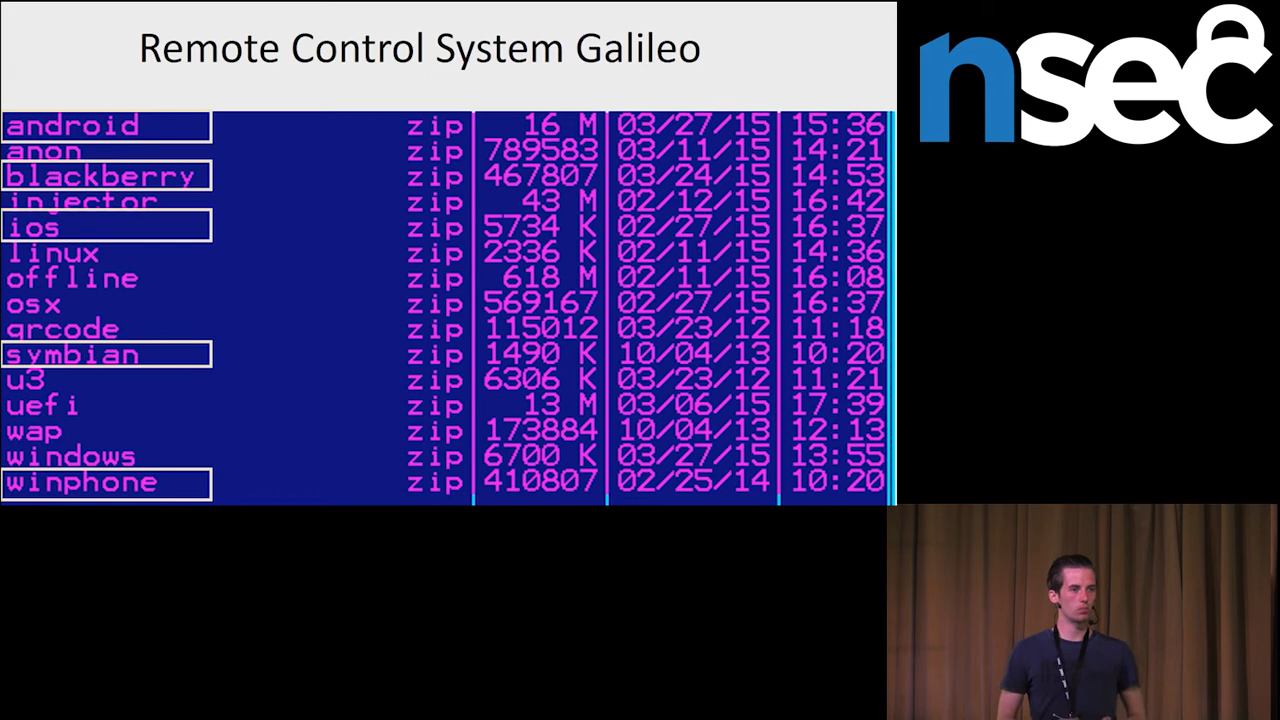 Remote Control System Galileo
nsec
android zip 16 M 03/27/15 15:36
anon zip 789583 03/11/15 14:21
blackberry zip 467807 03/24/15 14:53
injector zip 43 M 02/12/15 16:42
ios zip 5734 K 02/27/15 16:37
linux zip 2336 K 02/11/15 14:36
offline zip 618 M 02/11/15 16:08
osx zip 569167 02/27/15 16:37
qrcode zip 115012 03/23/12 11:18
symbian zip 1490 K 10/04/13 10:20
u3 zip 6306 K 03/23/12 11:21
uefi zip 13 M 03/06/15 17:39
wap zip 173884 10/04/13 12:13
windows zip 6700 K 03/27/15 13:55
winphone zip 410807 02/25/14 10:20